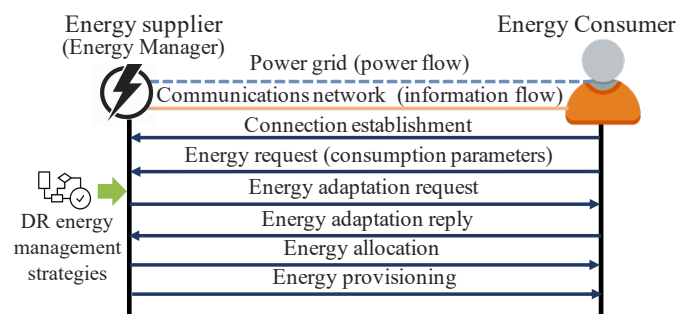 Energy supplier
(Energy Manager)
Energy Consumer
Power grid (power flow)
Communications network (information flow)
Connection establishment
Energy request (consumption parameters)
Energy adaptation request
DR energy
management
strategies
Energy adaptation reply
Energy allocation
Energy provisioning